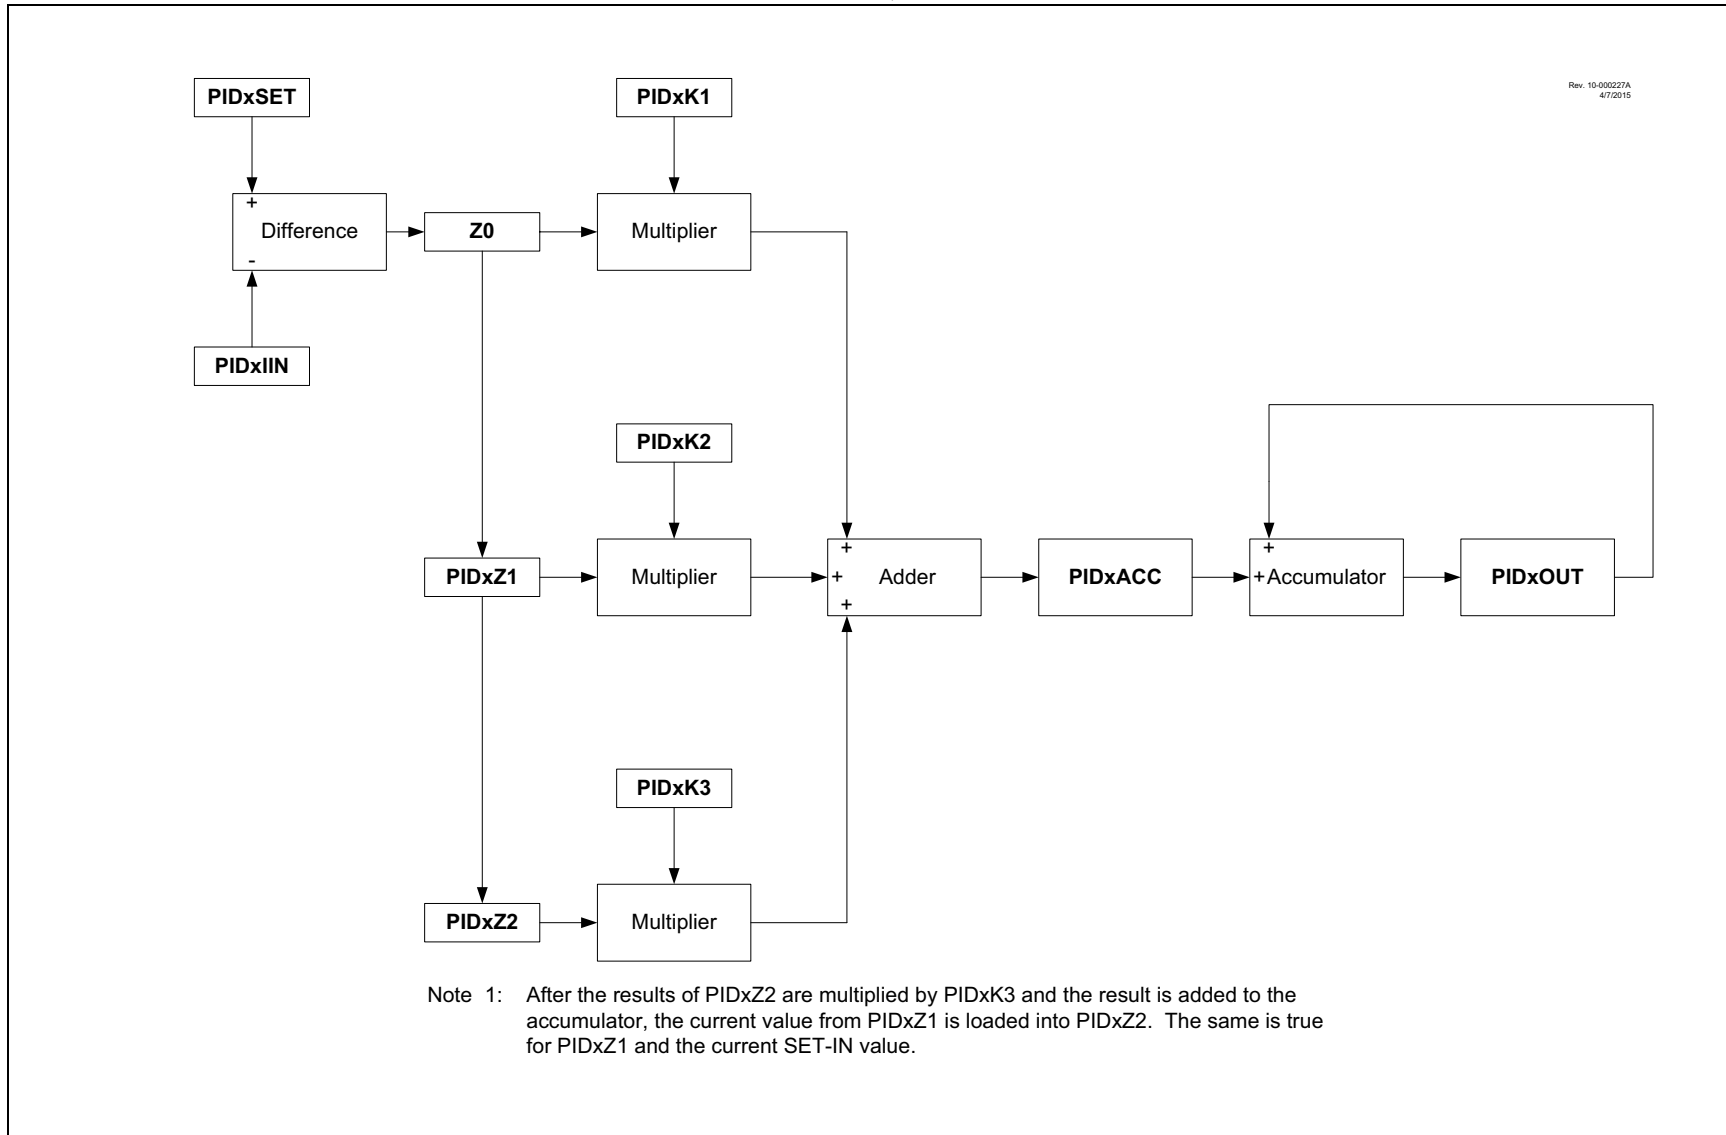 PIDxSET
PIDxK1
Rev. 10-000227A
4/7/2015
+
Difference
-
Z0
Multiplier
PIDxIIN
PIDxK2
PIDxZ1
Multiplier
+
+
+
Adder
PIDxACC
+
+
Accumulator
PIDxOUT
PIDxK3
PIDxZ2
Multiplier
Note 1: After the results of PIDxZ2 are multiplied by PIDxK3 and the result is added to the
accumulator, the current value from PIDxZ1 is loaded into PIDxZ2. The same is true
for PIDxZ1 and the current SET-IN value.